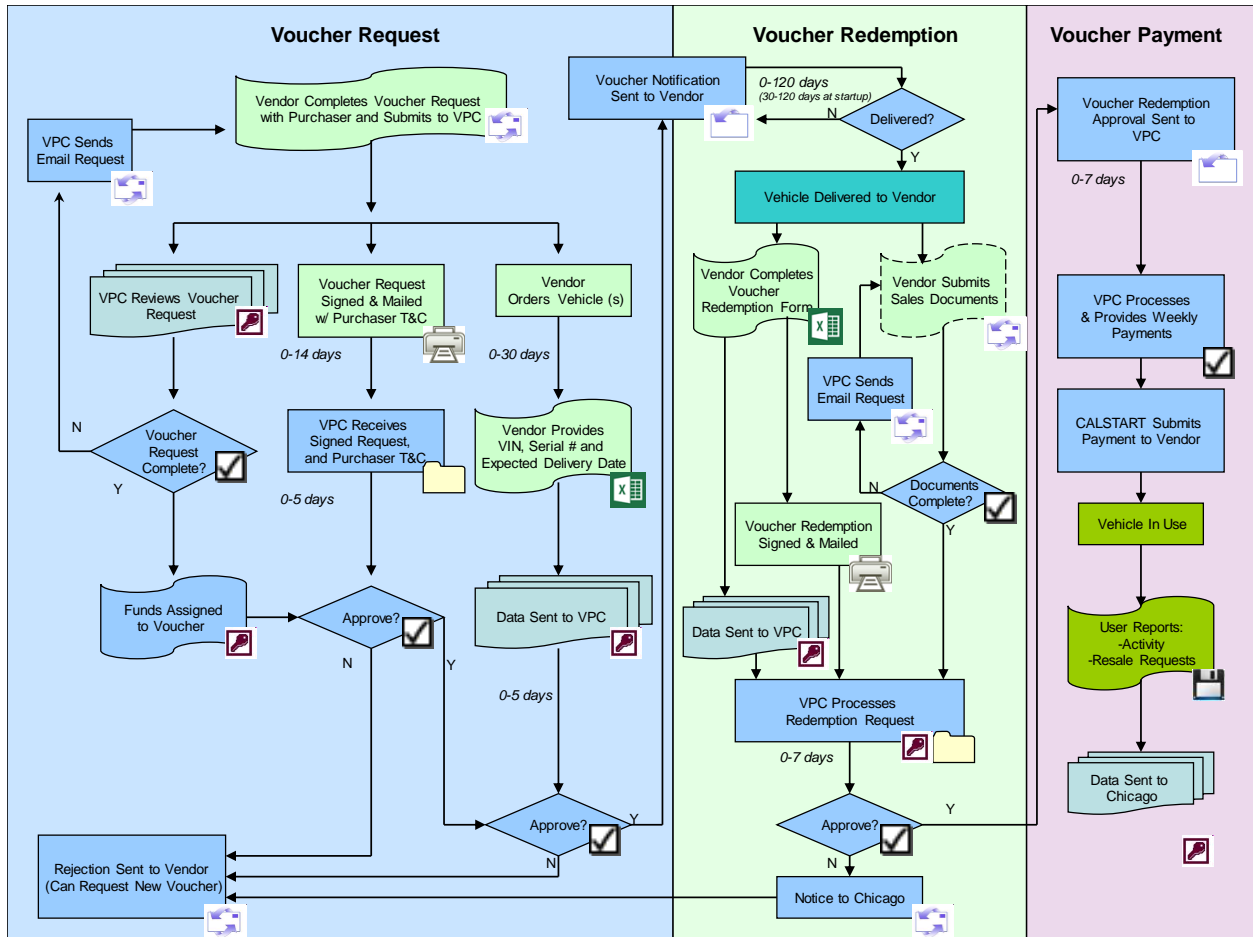 Voucher Request
Vendor Completes Voucher Request
with Purchaser and Submits to VPC
VPC Sends
Email Request
VPC Reviews Voucher
Request
Voucher Request
Signed & Mailed
w/ Purchaser T&C
Vendor
Orders Vehicle (s)
0-14 days
0-30 days
N
Voucher
Request
Complete?
Y
VPC Receives
Signed Request,
and Purchaser T&C
Vendor Provides
VIN, Serial # and
Expected Delivery Date
0-5 days
Funds Assigned
to Voucher
Approve?
N
Y
Data Sent to VPC
0-5 days
Approve?
Y
N
Rejection Sent to Vendor
(Can Request New Voucher)
Voucher Redemption
Voucher Notification
Sent to Vendor
0-120 days
(30-120 days at startup)
N
Delivered?
Y
Vehicle Delivered to Vendor
Vendor Completes
Voucher
Redemption Form
Vendor Submits
Sales Documents
VPC Sends
Email Request
N
Documents
Complete?
Y
Voucher Redemption
Signed & Mailed
Data Sent to VPC
VPC Processes
Redemption Request
0-7 days
Approve?
Y
N
Notice to Chicago
Voucher Payment
Voucher Redemption
Approval Sent to
VPC
0-7 days
VPC Processes
& Provides Weekly
Payments
CALSTART Submits
Payment to Vendor
Vehicle In Use
User Reports:
-Activity
-Resale Requests
Data Sent to
Chicago